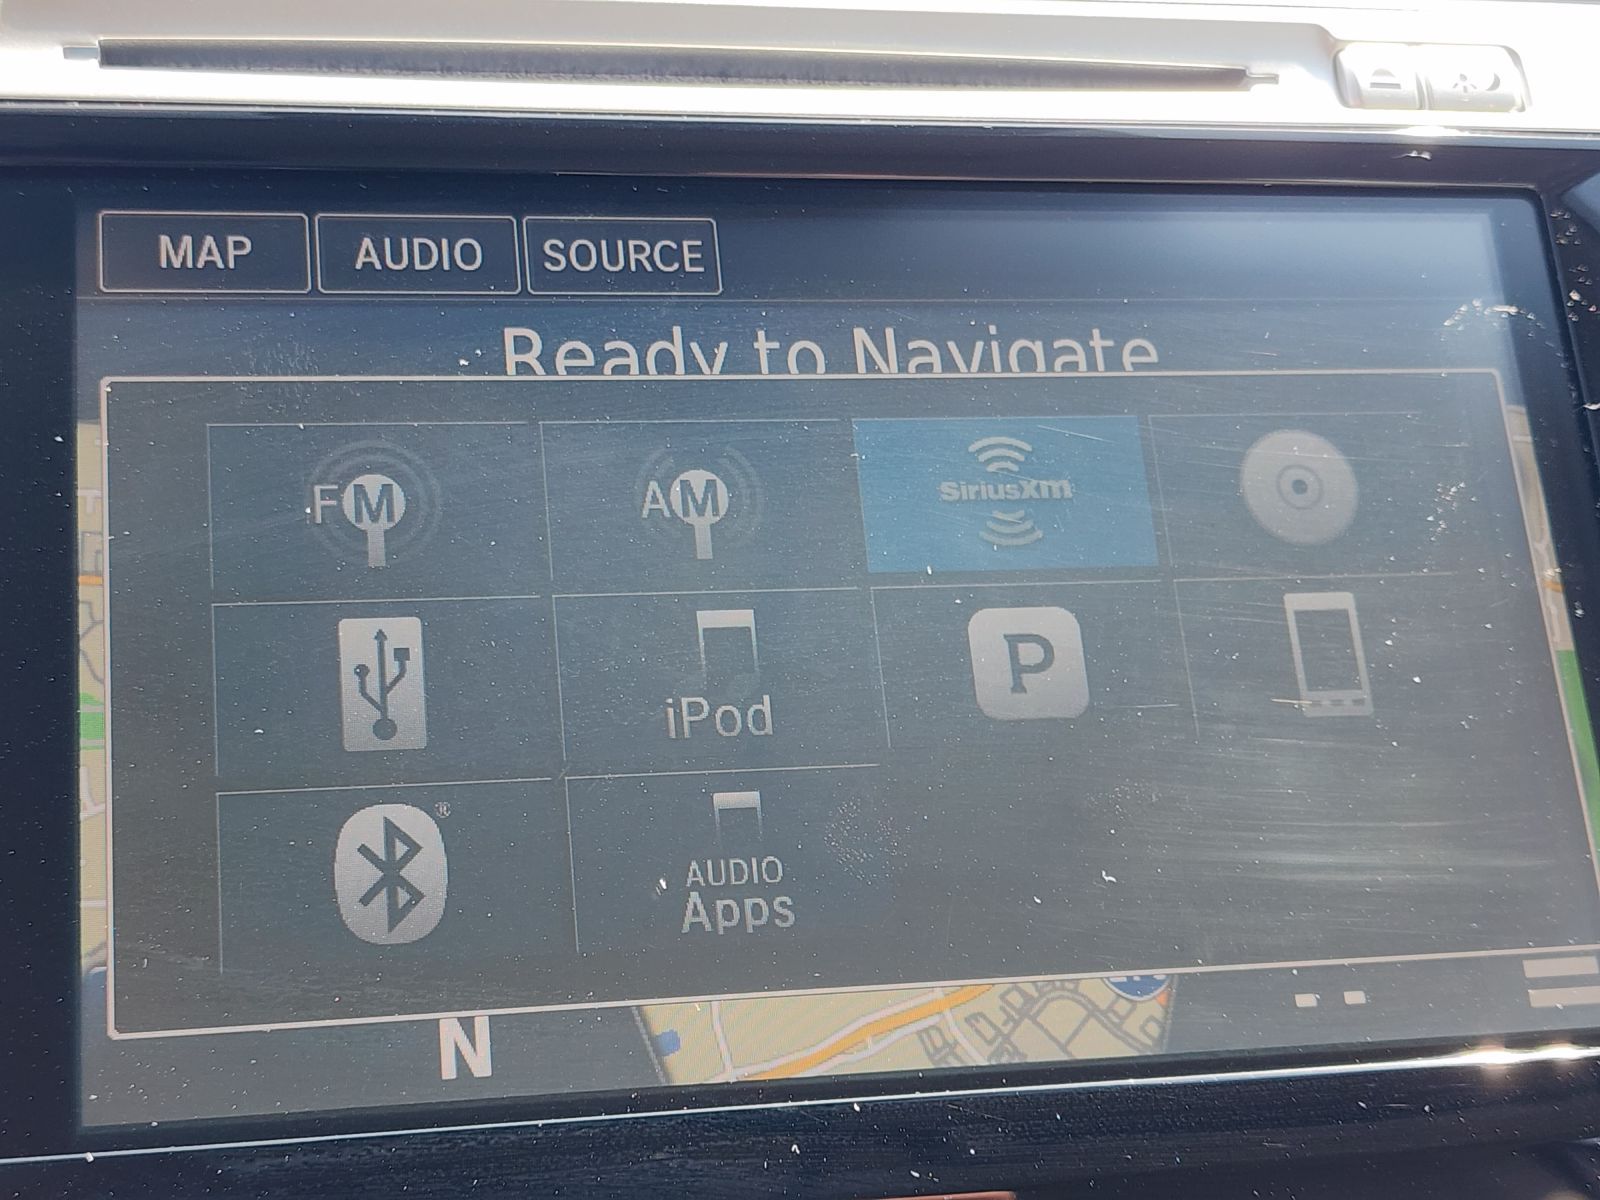 MAP AUDIO SOURCE
Ready to Navigate
FM AM SiriusXM
iPod P
®
AUDIO
Apps
N